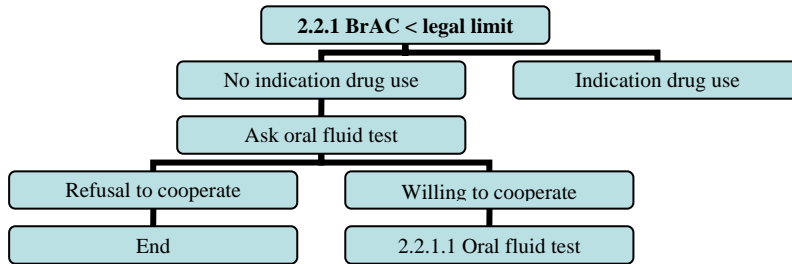 2.2.1 BrAC < legal limit
No indication drug use
Indication drug use
Ask oral fluid test
Refusal to cooperate
Willing to cooperate
End
2.2.1.1 Oral fluid test